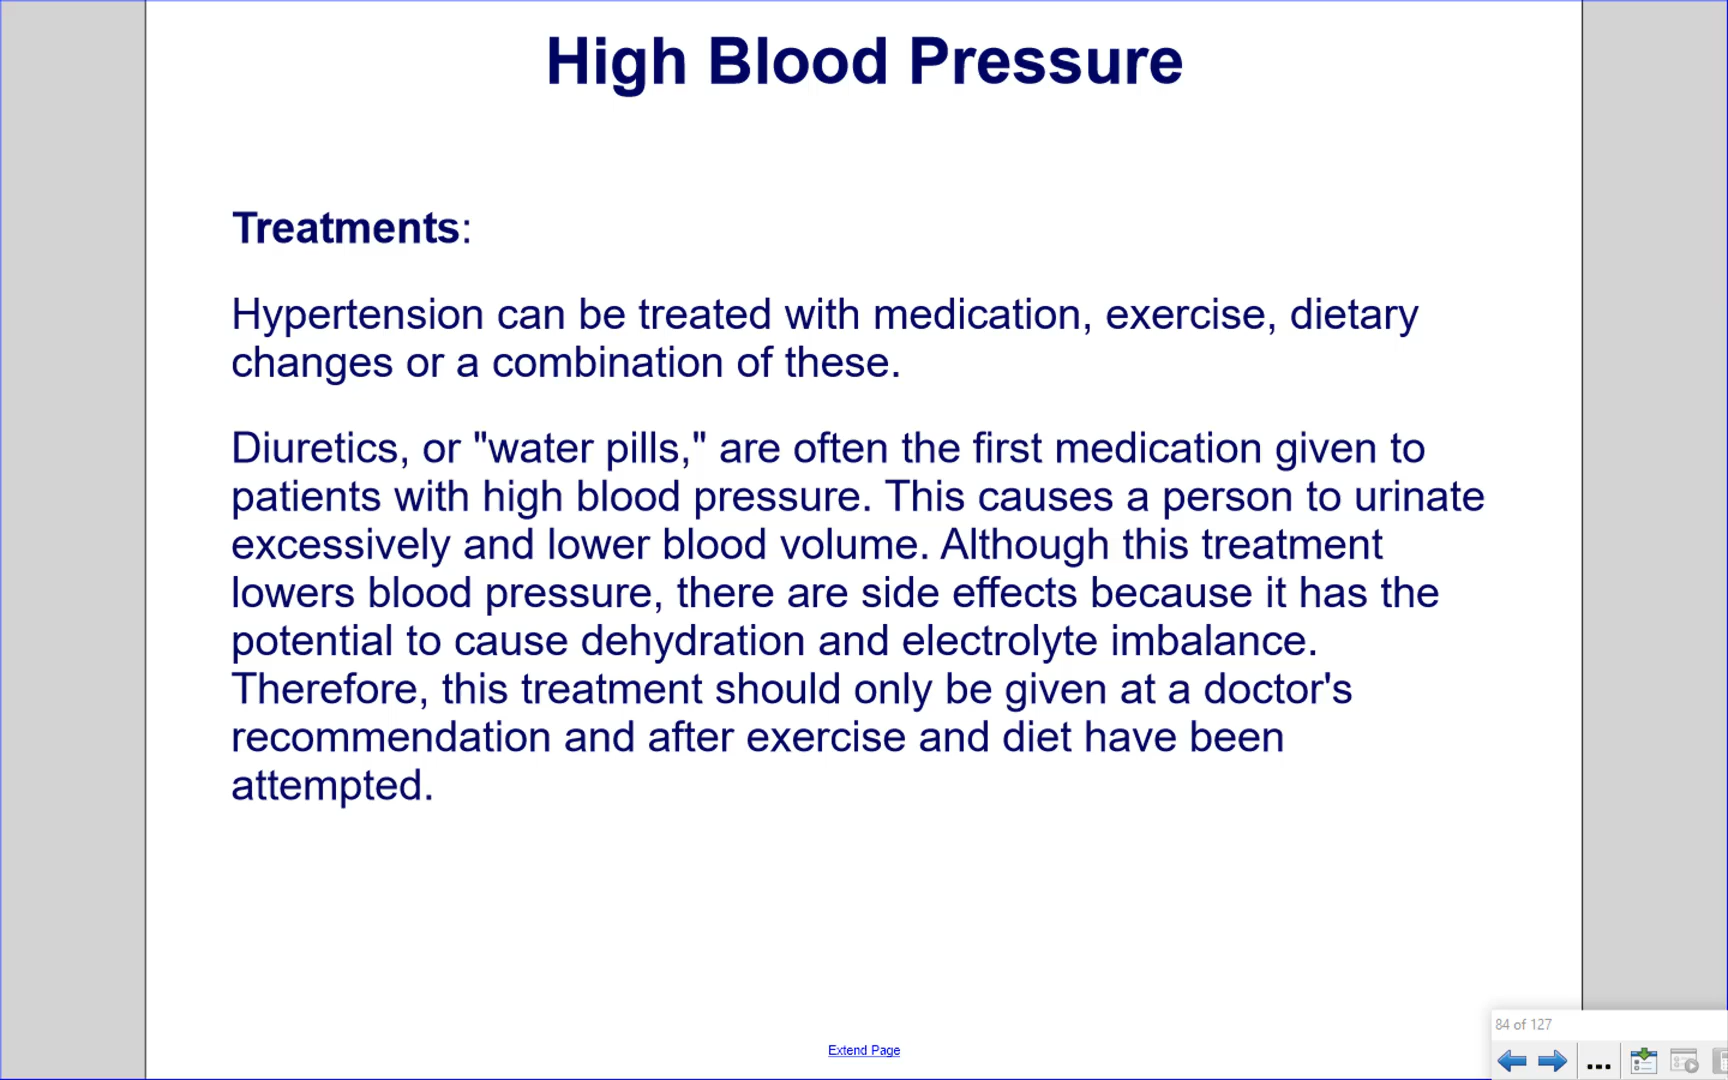 High Blood Pressure
Treatments:
Hypertension can be treated with medication, exercise, dietary
changes or a combination of these.
Diuretics, or "water pills," are often the first medication given to
patients with high blood pressure. This causes a person to urinate
excessively and lower blood volume. Although this treatment
lowers blood pressure, there are side effects because it has the
potential to cause dehydration and electrolyte imbalance.
Therefore, this treatment should only be given at a doctor's
recommendation and after exercise and diet have been
attempted.
Extend Page
84 of 127
...